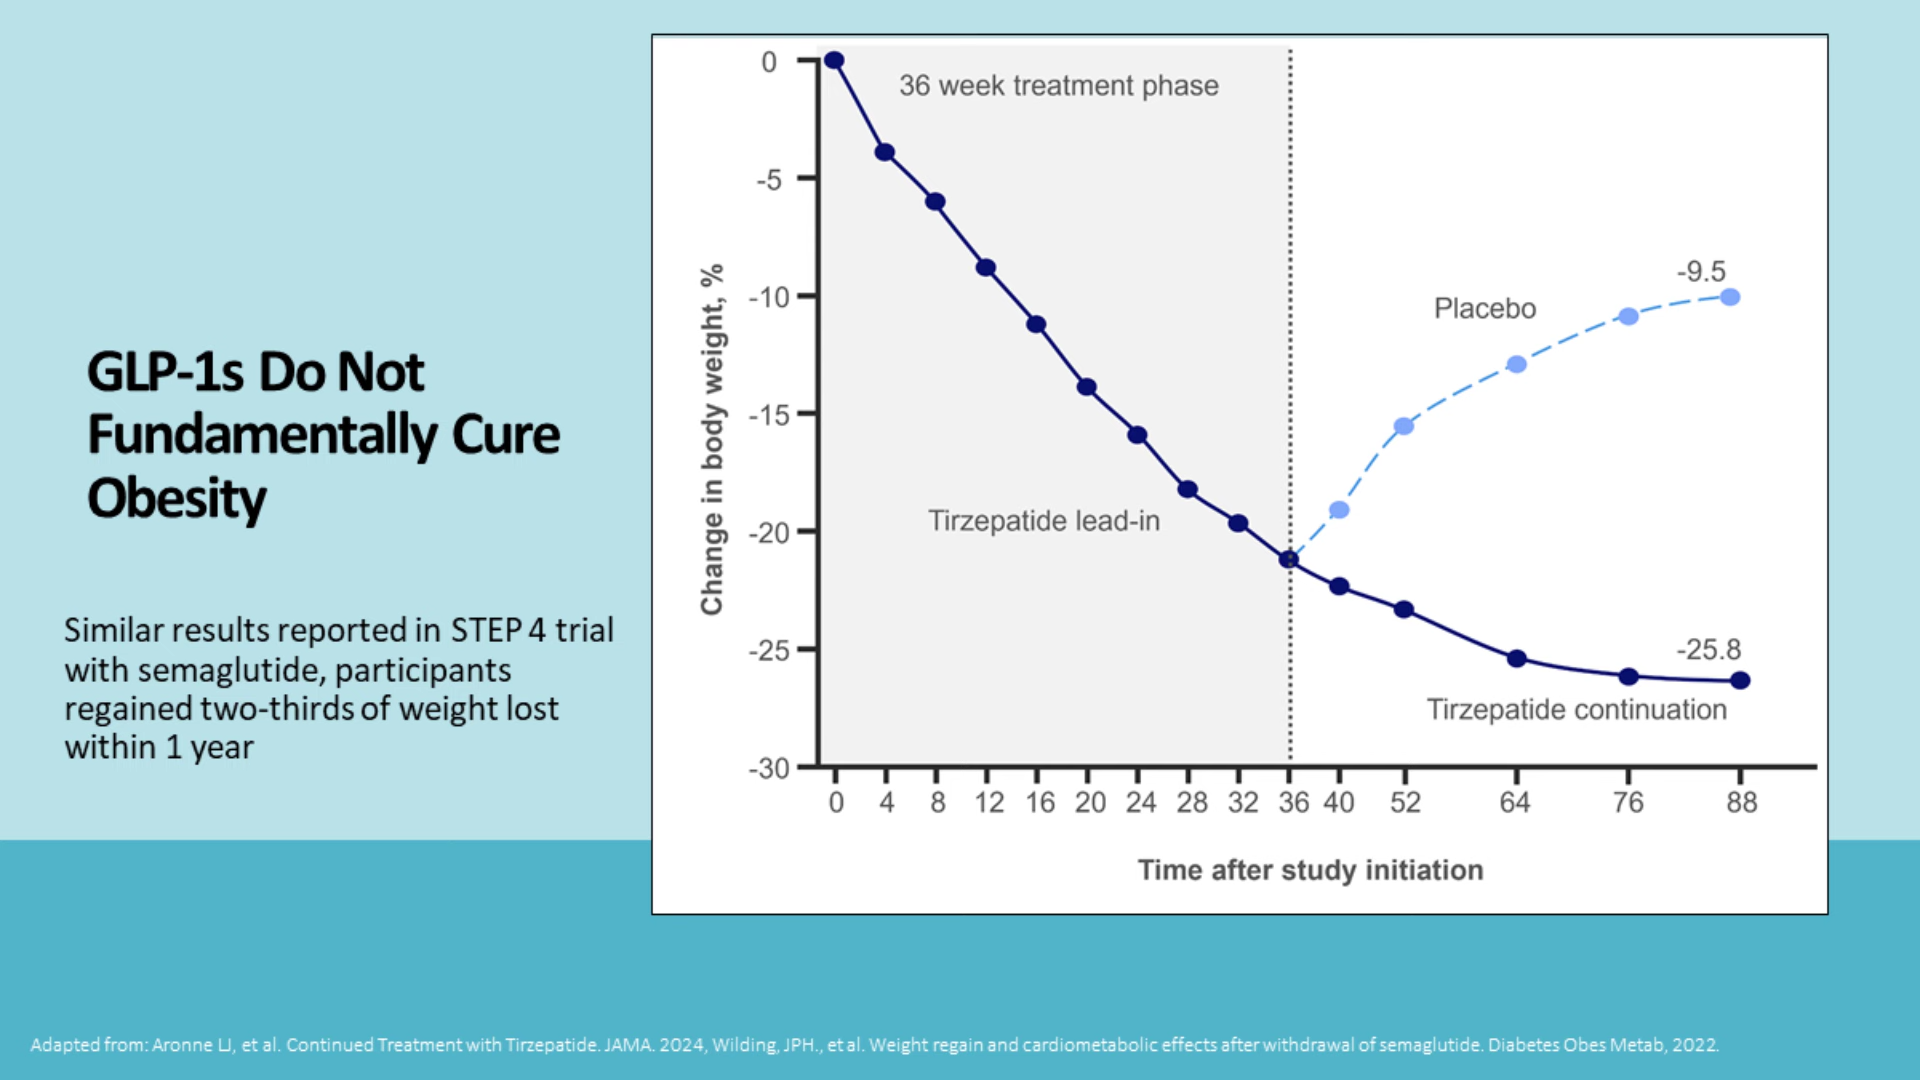 GLP-1s Do Not
Fundamentally Cure
Obesity
Similar results reported in STEP 4 trial
with semaglutide, participants
regained two-thirds of weight lost
within 1 year
Change in body weight, %
0
-5
-10
-15
-20
-25
-30
36 week treatment phase
Tirzepatide lead-in
Placebo
-9.5
-25.8
Tirzepatide continuation
0 4 8 12 16 20 24 28 32 36 40 52 64 76 88
Time after study initiation
Adapted from: Aronne LJ, et al. Continued Treatment with Tirzepatide. JAMA. 2024, Wilding, JPH., et al. Weight regain and cardiometabolic effects after withdrawal of semaglutide. Diabetes Obes Metab, 2022.